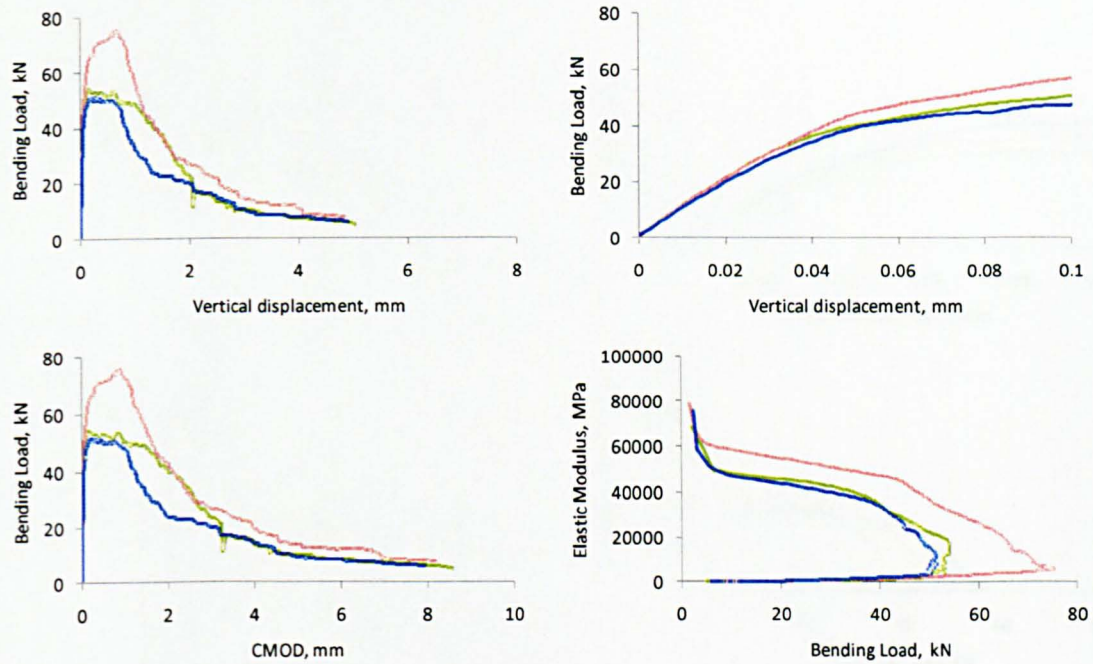 80
60
40
20
0
Bending Load, kN
0 2 4 6 8
Vertical displacement, mm
80
60
40
20
0
Bending Load, kN
0 0.02 0.04 0.06 0.08 0.1
Vertical displacement, mm
80
60
40
20
0
Bending Load, kN
0 2 4 6 8 10
CMOD, mm
100000
80000
60000
40000
20000
0
Elastic Modulus, MPa
0 20 40 60 80
Bending Load, kN